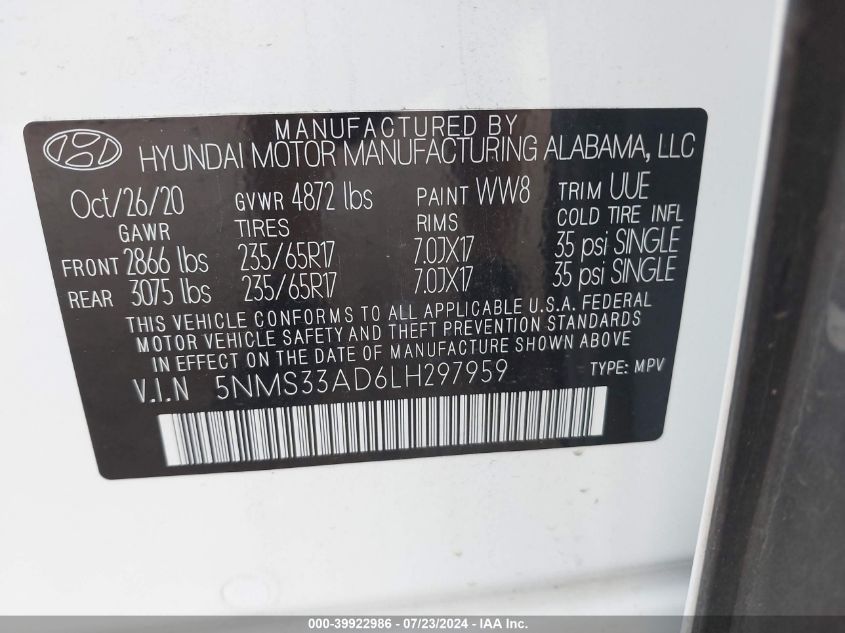 MANUFACTURED BY
HYUNDAI MOTOR MANUFACTURING ALABAMA, LLC
Oct/26/20 GVWR 4872 lbs PAINT WW8 TRIM UUE
GAWR TIRES RIMS COLD TIRE INFL
FRONT 2866 lbs 235/65R17 7.0JX17 35 psi SINGLE
REAR 3075 lbs 235/65R17 7.0JX17 35 psi SINGLE
THIS VEHICLE CONFORMS TO ALL APPLICABLE U.S.A. FEDERAL
MOTOR VEHICLE SAFETY AND THEFT PREVENTION STANDARDS
IN EFFECT ON THE DATE OF MANUFACTURE SHOWN ABOVE.
V.I.N 5NMS33AD6LH297959 TYPE: MPV
000-39922986 - 07/23/2024 - IAA Inc.